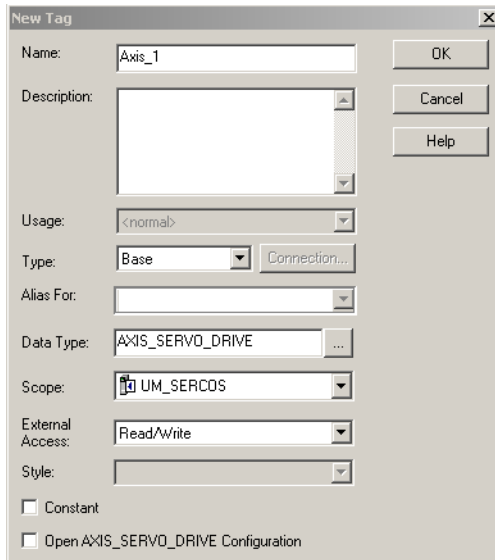 New Tag
Name: Axis_1 OK
Description: Cancel
Help
Usage: <normal>
Type: Base Connection...
Alias For:
Data Type: AXIS_SERVO_DRIVE ...
Scope: UM_SERCOS
External
Access: Read/Write
Style:
Constant
Open AXIS_SERVO_DRIVE Configuration